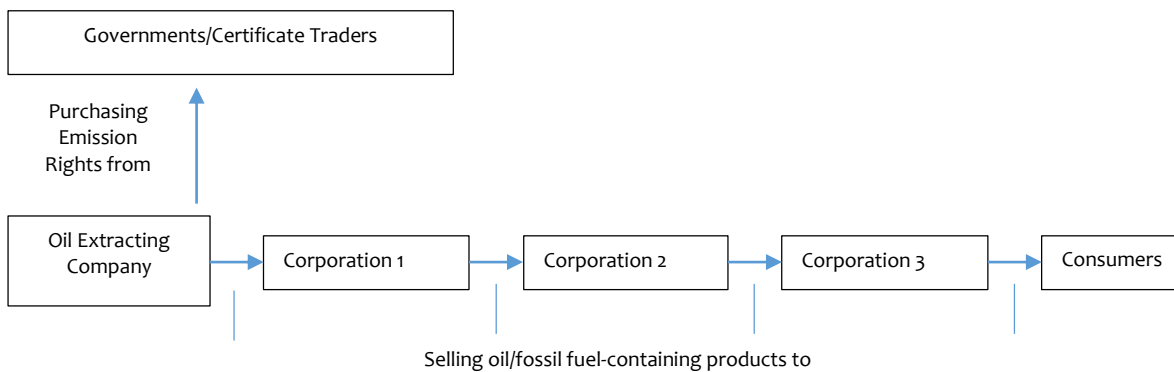 Governments/Certificate Traders
Purchasing
Emission
Rights from
Oil Extracting
Company
Corporation 1
Corporation 2
Corporation 3
Consumers
Selling oil/fossil fuel-containing products to